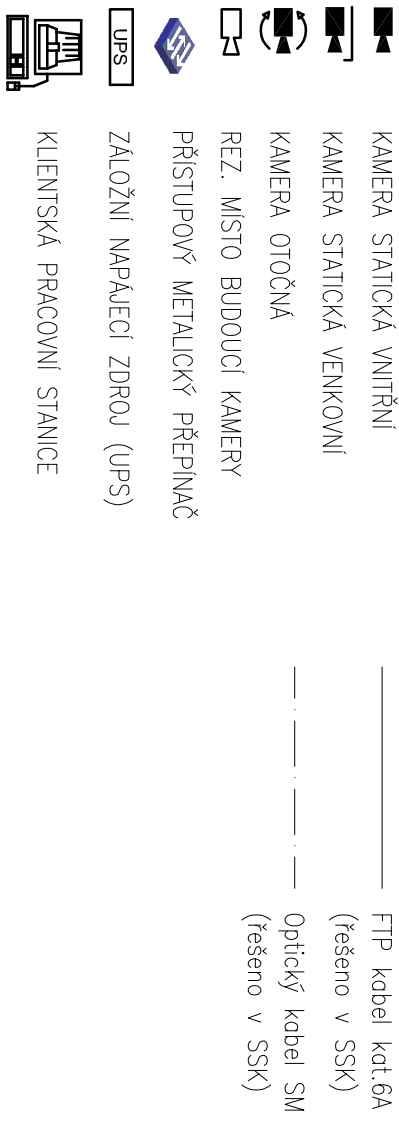 KAMERA STATICKÁ VNITŘNÍ
KAMERA STATICKÁ VENKOVNÍ
KAMERA OTOČNÁ
REZ. MÍSTO BUDOUCÍ KAMERY
PŘÍSTUPOVÝ METALICKÝ PŘEPÍNAČ
UPS
ZÁLOŽNÍ NAPÁJECÍ ZDROJ (UPS)
KLIENTSKÁ PRACOVNÍ STANICE
FTP kabel kat.6A
(řešeno v SSK)
Optický kabel SM
(řešeno v SSK)